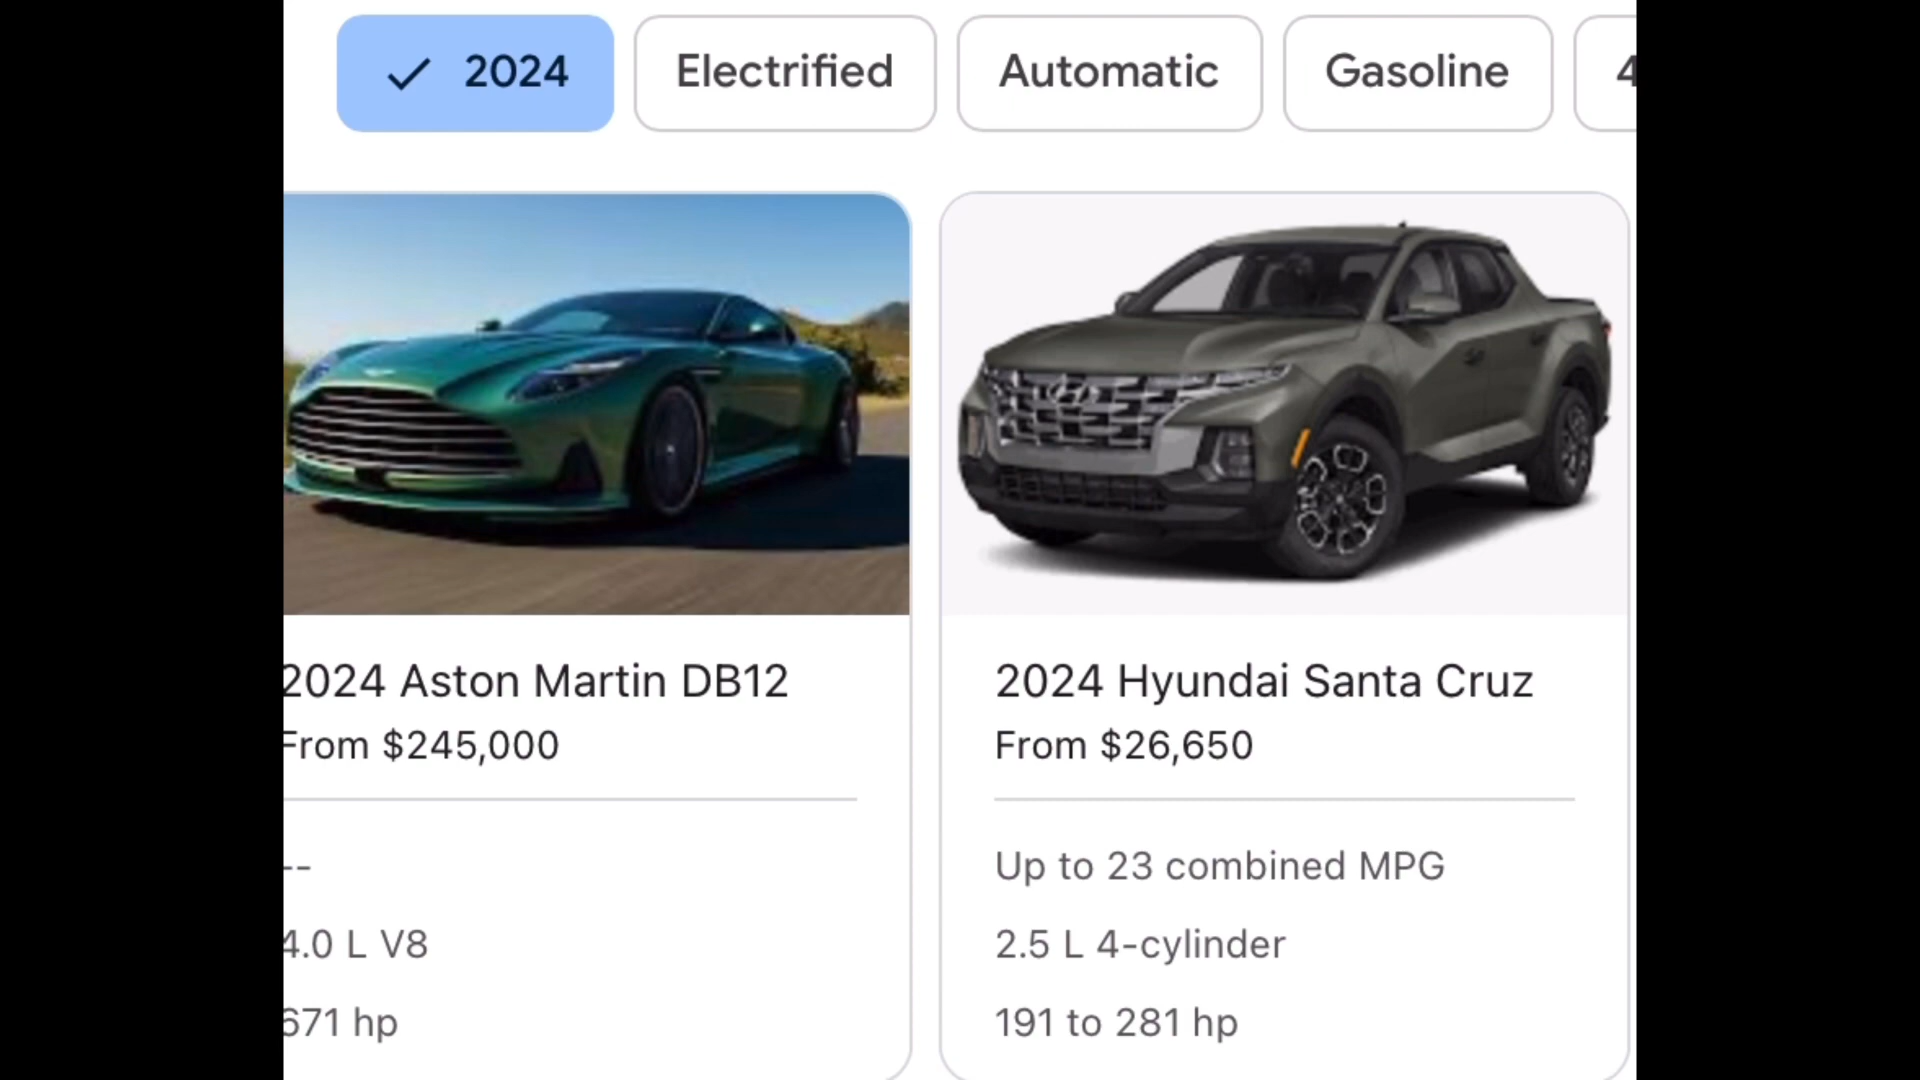 2024
Electrified
Automatic
Gasoline
4
2024 Aston Martin DB12
From $245,000
--
4.0 L V8
671 hp
2024 Hyundai Santa Cruz
From $26,650
Up to 23 combined MPG
2.5 L 4-cylinder
191 to 281 hp